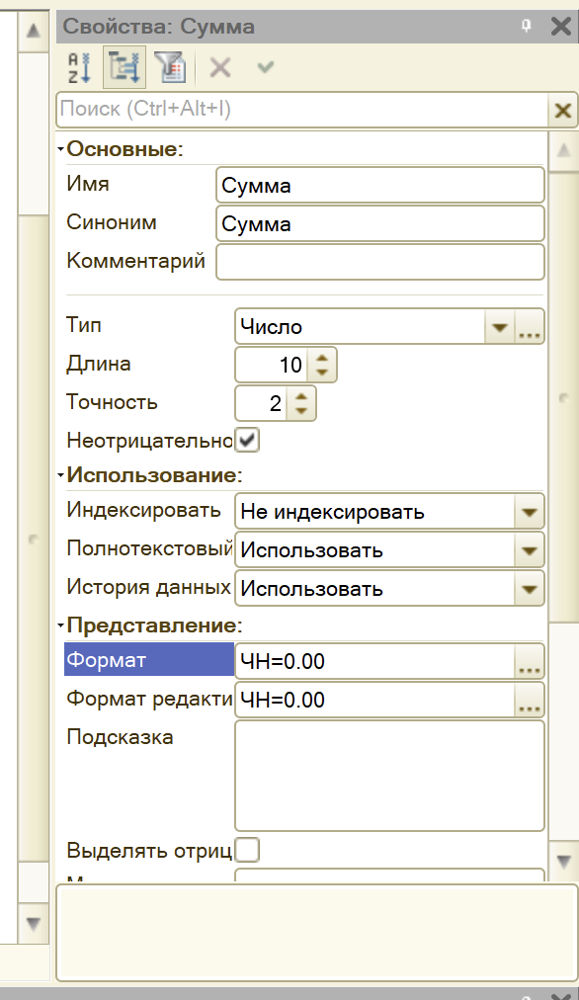 Свойства: Сумма
Поиск (Ctrl+Alt+I)
Основные:
Имя Сумма
Синоним Сумма
Комментарий
Тип Число ...
Длина 10
Точность 2
Неотрицательно
Использование:
Индексировать Не индексировать
Полнотекстовый Использовать
История данных Использовать
Представление:
Формат ЧН=0.00 ...
Формат редакти ЧН=0.00 ...
Подсказка
Выделять отриц